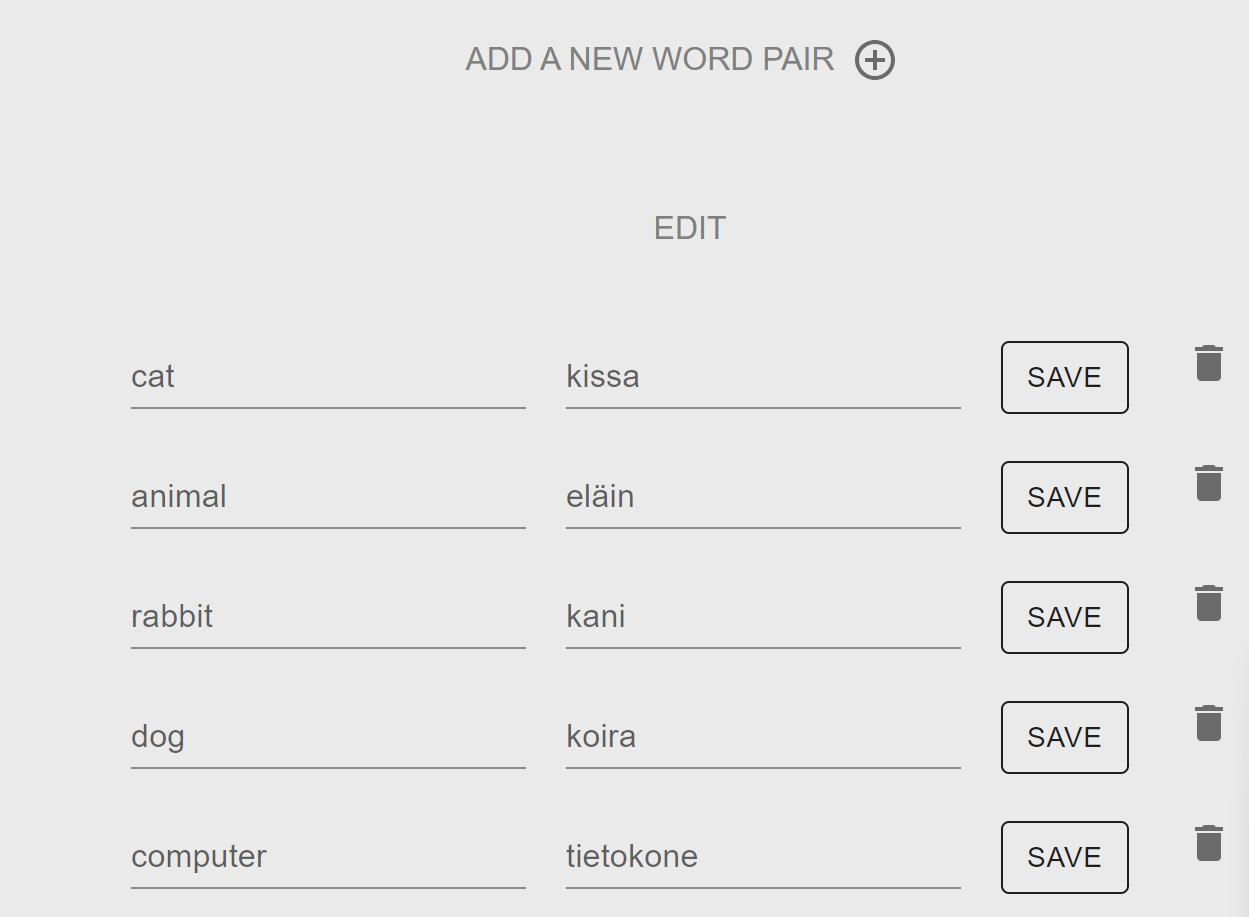 ADD A NEW WORD PAIR
EDIT
cat kissa SAVE
animal eläin SAVE
rabbit kani SAVE
dog koira SAVE
computer tietokone SAVE